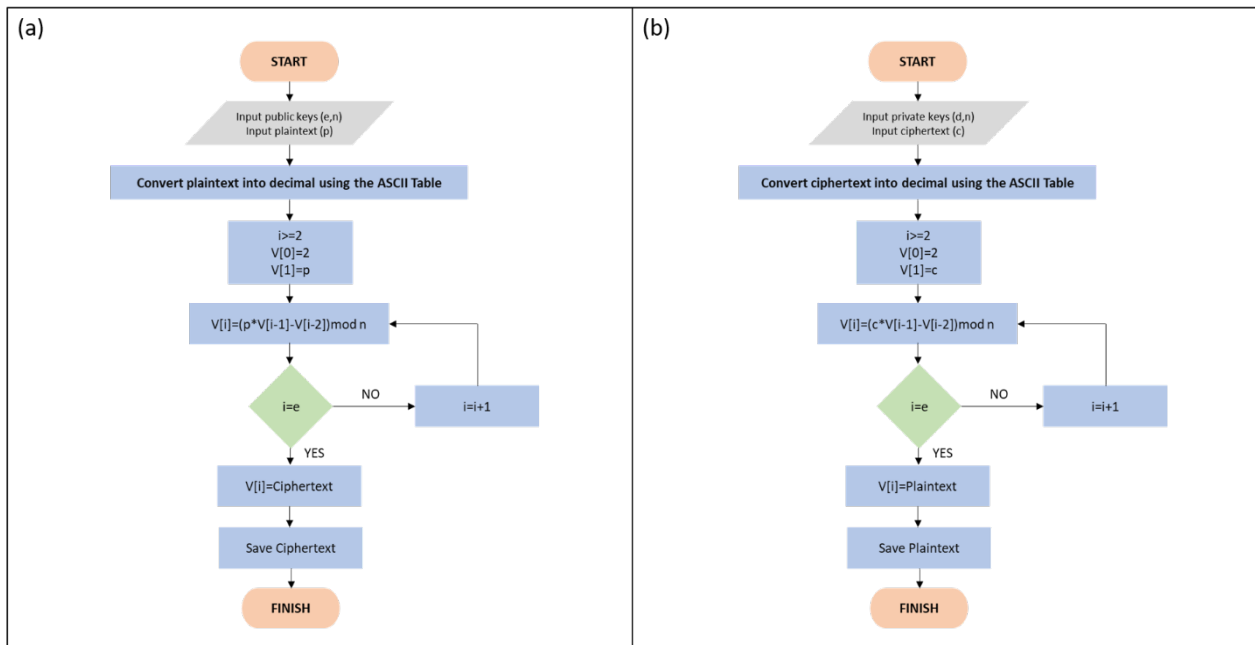 (a)
START
Input public keys (e,n)
Input plaintext (p)
Convert plaintext into decimal using the ASCII Table
i>=2
V[0]=2
V[1]=p
V[i]=(p*V[i-1]-V[i-2])mod n
i=e
NO
i=i+1
YES
V[i]=Ciphertext
Save Ciphertext
FINISH
(b)
START
Input private keys (d,n)
Input ciphertext (c)
Convert ciphertext into decimal using the ASCII Table
i>=2
V[0]=2
V[1]=c
V[i]=(c*V[i-1]-V[i-2])mod n
i=e
NO
i=i+1
YES
V[i]=Plaintext
Save Plaintext
FINISH